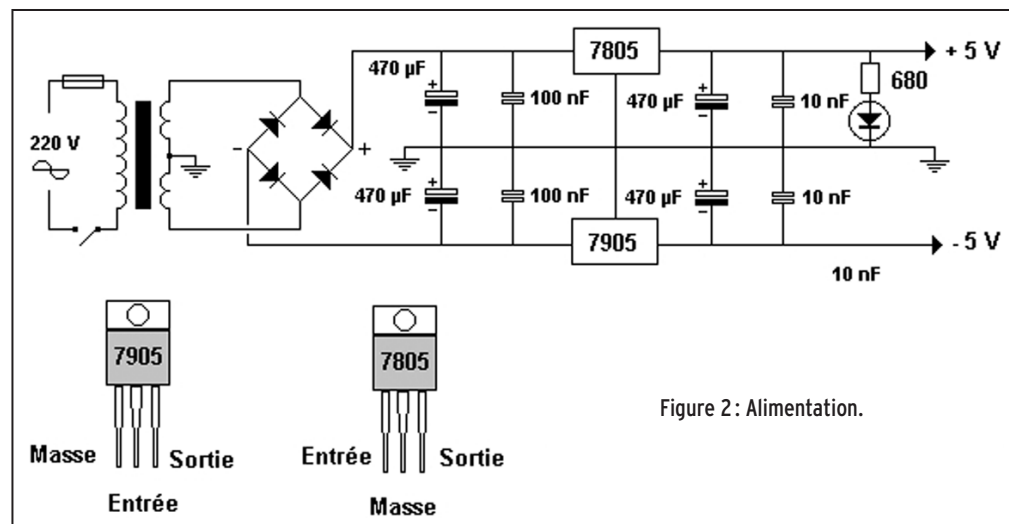 7805
+ 5 V
470 µF
+
100 nF
470 µF
+
10 nF
680
220 V
-
+
470 µF
+
-
100 nF
470 µF
+
-
10 nF
7905
- 5 V
10 nF
7905
7805
Masse
Sortie
Entrée
Entrée
Sortie
Masse
Figure 2: Alimentation.